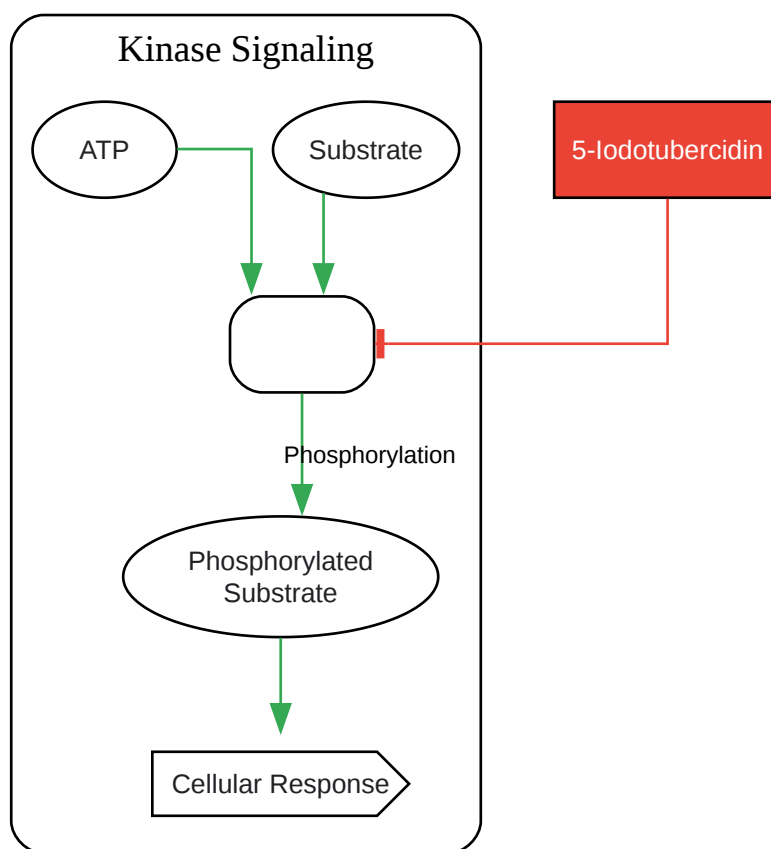 Kinase Signaling
ATP
Substrate
5-Iodotubercidin
Phosphorylation
Phosphorylated
Substrate
Cellular Response